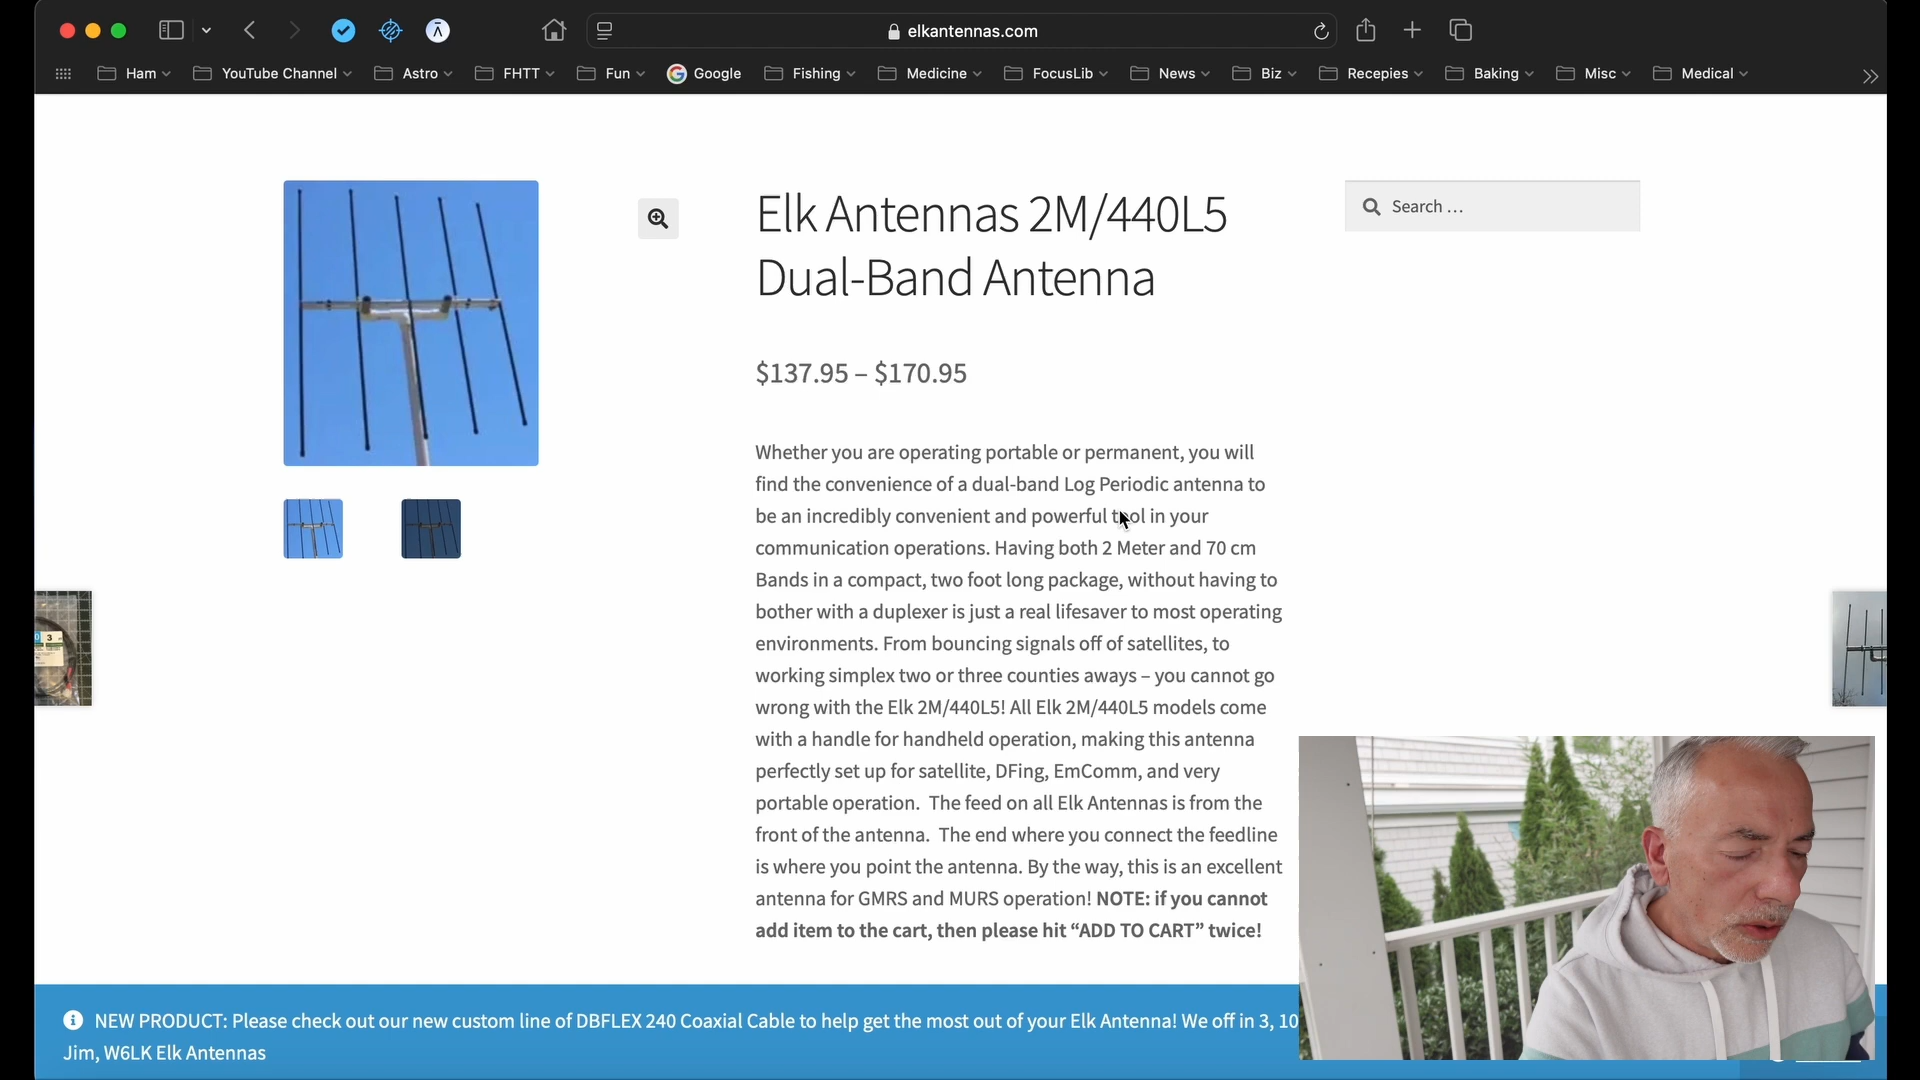 elkantennas.com
Ham
YouTube Channel
Astro
FHTT
Fun
Google
Fishing
Medicine
FocusLib
News
Biz
Recepies
Baking
Misc
Medical
Elk Antennas 2M/440L5
Dual-Band Antenna
Search ...
$137.95 – $170.95
Whether you are operating portable or permanent, you will
find the convenience of a dual-band Log Periodic antenna to
be an incredibly convenient and powerful tool in your
communication operations. Having both 2 Meter and 70 cm
Bands in a compact, two foot long package, without having to
bother with a duplexer is just a real lifesaver to most operating
environments. From bouncing signals off of satellites, to
working simplex two or three counties aways – you cannot go
wrong with the Elk 2M/440L5! All Elk 2M/440L5 models come
with a handle for handheld operation, making this antenna
perfectly set up for satellite, DFing, EmComm, and very
portable operation.  The feed on all Elk Antennas is from the
front of the antenna.  The end where you connect the feedline
is where you point the antenna. By the way, this is an excellent
antenna for GMRS and MURS operation! NOTE: if you cannot
add item to the cart, then please hit “ADD TO CART” twice!
NEW PRODUCT: Please check out our new custom line of DBFLEX 240 Coaxial Cable to help get the most out of your Elk Antenna! We off in 3, 10
Jim, W6LK Elk Antennas